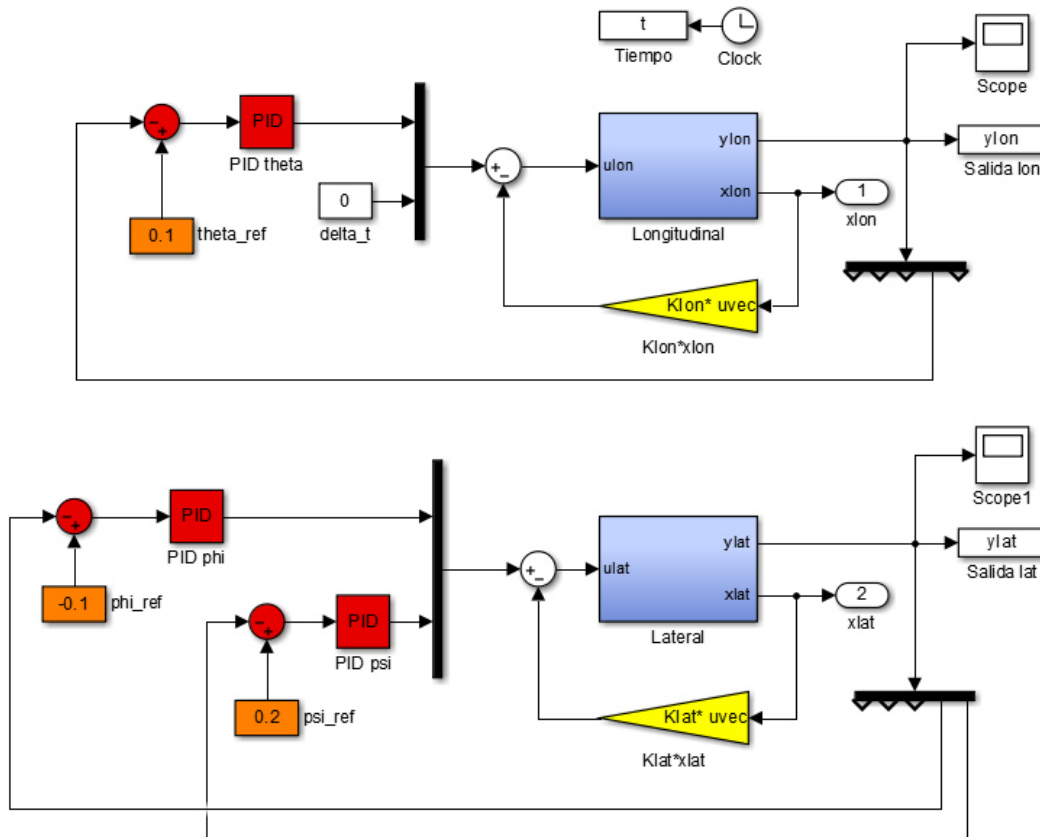 t
Tiempo
Clock
Scope
PID
PID theta
0.1
theta_ref
0
delta_t
+
-
-
+
ulon
ylon
xlon
Longitudinal
ylon
Salida lon
1
xlon
Klon* uvec
Klon*xlon
-
+
PID
PID phi
-0.1
phi_ref
-
+
PID
PID psi
0.2
psi_ref
+
-
ulat
ylat
xlat
Lateral
Scope1
ylat
Salida lat
2
xlat
Klat* uvec
Klat*xlat